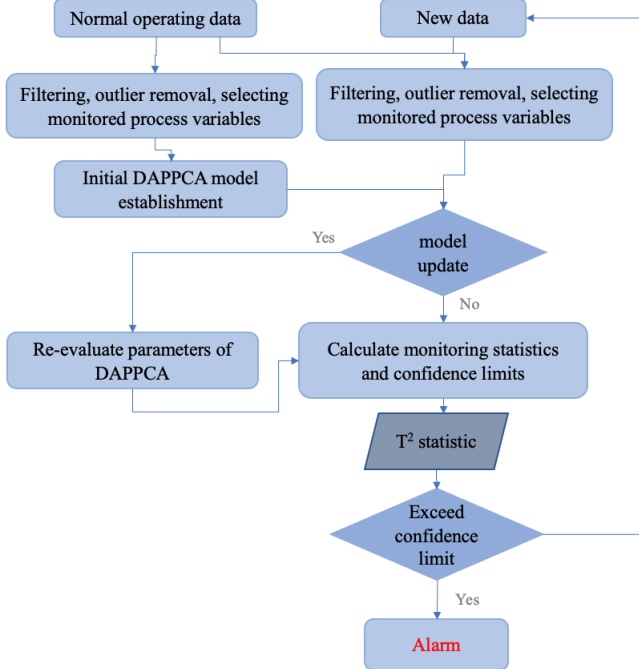 Normal operating data
New data
Filtering, outlier removal, selecting
monitored process variables
Filtering, outlier removal, selecting
monitored process variables
Initial DAPPCA model
establishment
Yes
model
update
No
Re-evaluate parameters of
DAPPCA
Calculate monitoring statistics
and confidence limits
T² statistic
Exceed
confidence
limit
Yes
Alarm